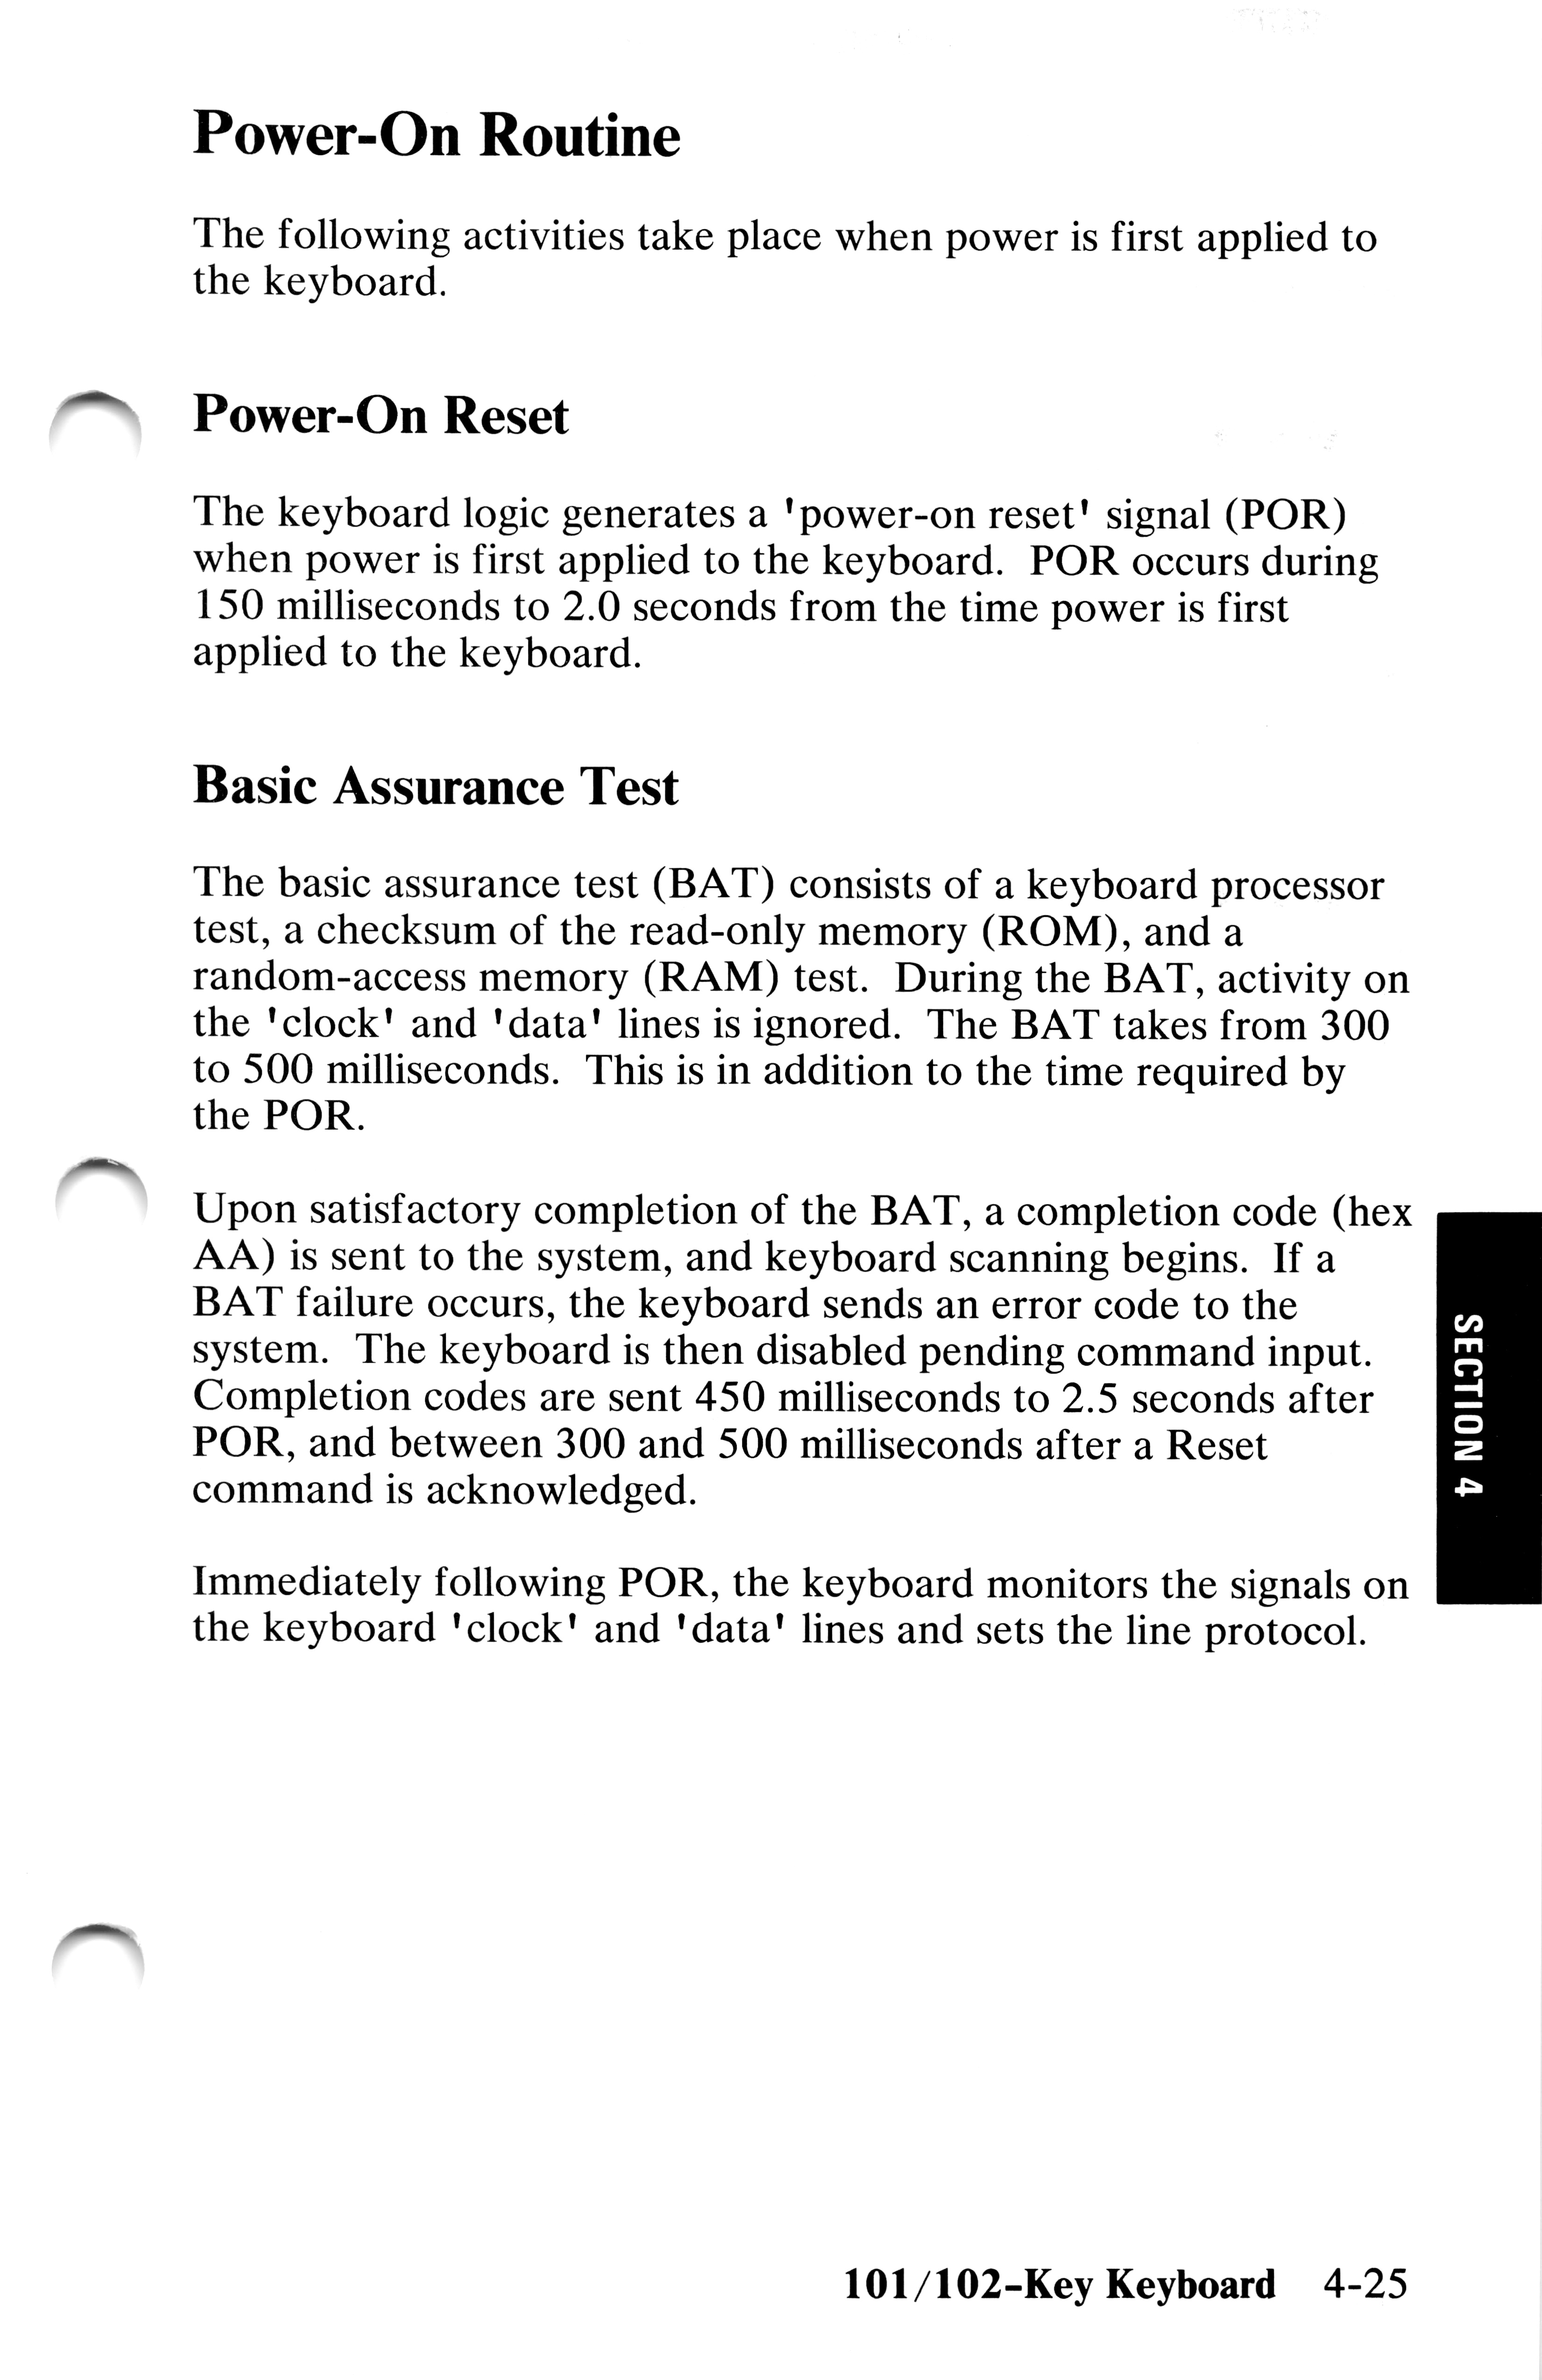 Power-On Routine
The following activities take place when power is first applied to
the keyboard.
Power-On Reset
The keyboard logic generates a 'power-on reset' signal (POR)
when power is first applied to the keyboard. POR occurs during
150 milliseconds to 2.0 seconds from the time power is first
applied to the keyboard.
Basic Assurance Test
The basic assurance test (BAT) consists of a keyboard processor
test, a checksum of the read-only memory (ROM), and a
random-access memory (RAM) test. During the BAT, activity on
the 'clock' and 'data' lines is ignored. The BAT takes from 300
to 500 milliseconds. This is in addition to the time required by
the POR.
Upon satisfactory completion of the BAT, a completion code (hex
AA) is sent to the system, and keyboard scanning begins. If a
BAT failure occurs, the keyboard sends an error code to the
system. The keyboard is then disabled pending command input.
Completion codes are sent 450 milliseconds to 2.5 seconds after
POR, and between 300 and 500 milliseconds after a Reset
command is acknowledged.
Immediately following POR, the keyboard monitors the signals on
the keyboard 'clock' and 'data' lines and sets the line protocol.
SECTION 4
101/102-Key Keyboard 4-25